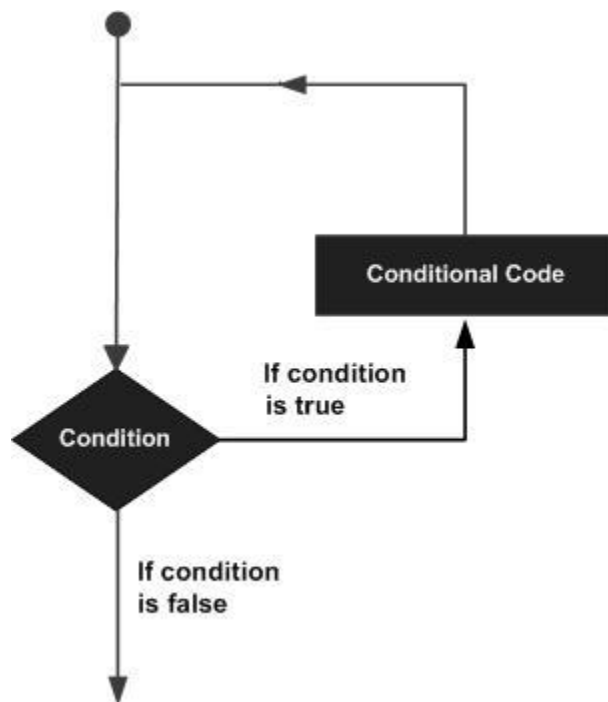 Conditional Code
If condition
is true
Condition
If condition
is false